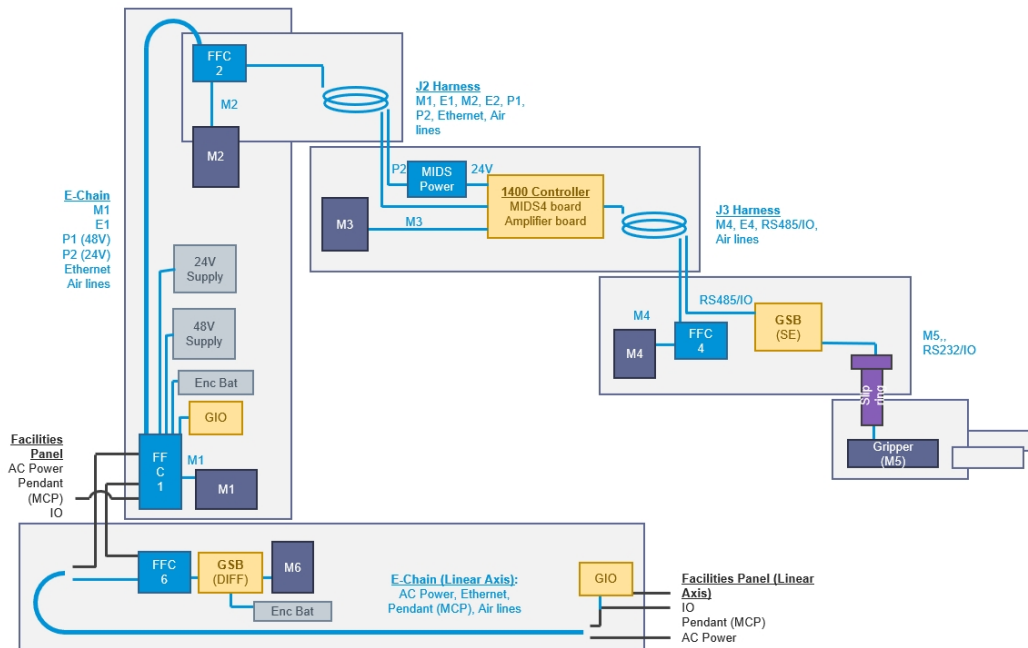 FFC
2
M2
M2
J2 Harness
M1, E1, M2, E2, P1,
P2, Ethernet, Air
lines
E-Chain
M1
E1
P1 (48V)
P2 (24V)
Ethernet
Air lines
P2
MIDS
Power
24V
1400 Controller
MIDS4 board
Amplifier board
M3
M3
J3 Harness
M4, E4, RS485/IO,
Air lines
24V
Supply
48V
Supply
Enc Bat
GIO
RS485/IO
M4
M4
FFC
4
GSB
(SE)
M5,,
RS232/IO
Slip
ring
Gripper
(M5)
Facilities
Panel
AC Power
Pendant
(MCP)
IO
FF
C
1
M1
M1
FFC
6
GSB
(DIFF)
M6
Enc Bat
E-Chain (Linear Axis):
AC Power, Ethernet,
Pendant (MCP), Air lines
GIO
Facilities Panel (Linear
Axis)
IO
Pendant (MCP)
AC Power